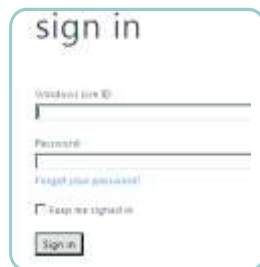 sign in
Windows Live ID:
Password:
Forgot your password?
Keep me signed in
Sign in